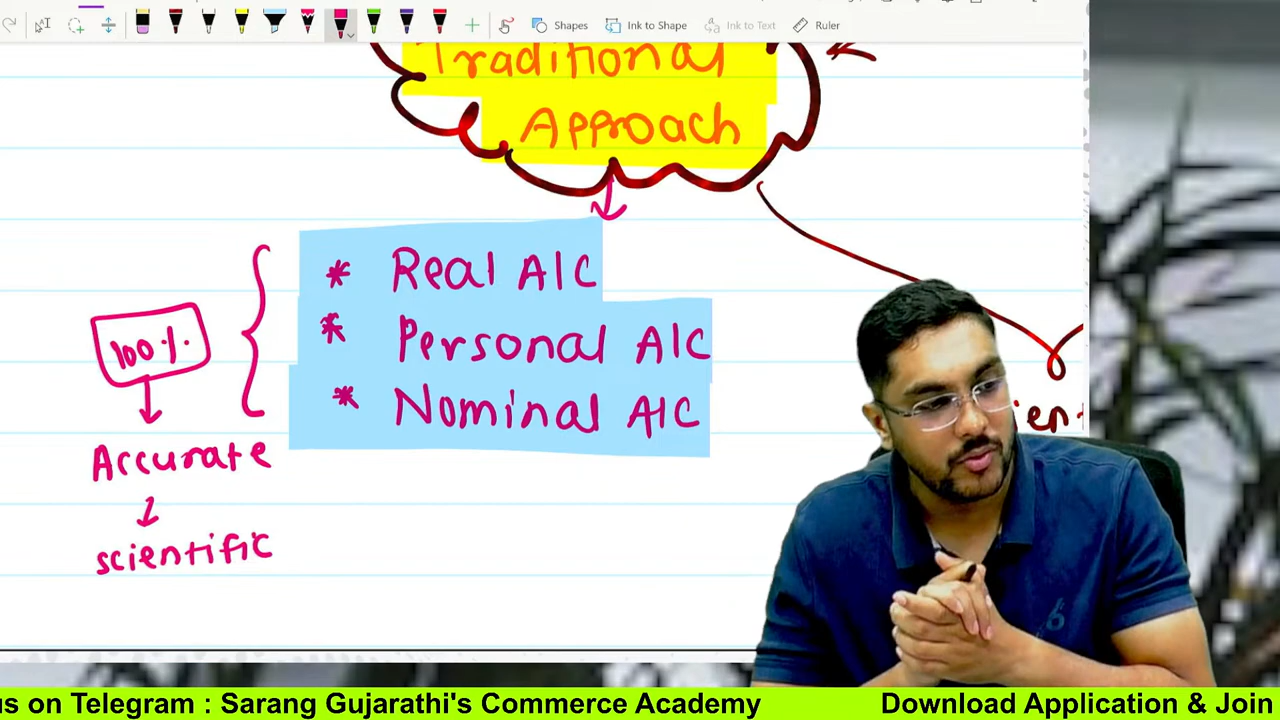 Shapes
Ink to Shape
Ink to Text
Ruler
Traditional
Approach
* Real A/C
* Personal A/C
* Nominal A/C
100%
Accurate
scientific
us on Telegram : Sarang Gujarathi's Commerce Academy
Download Application & Join